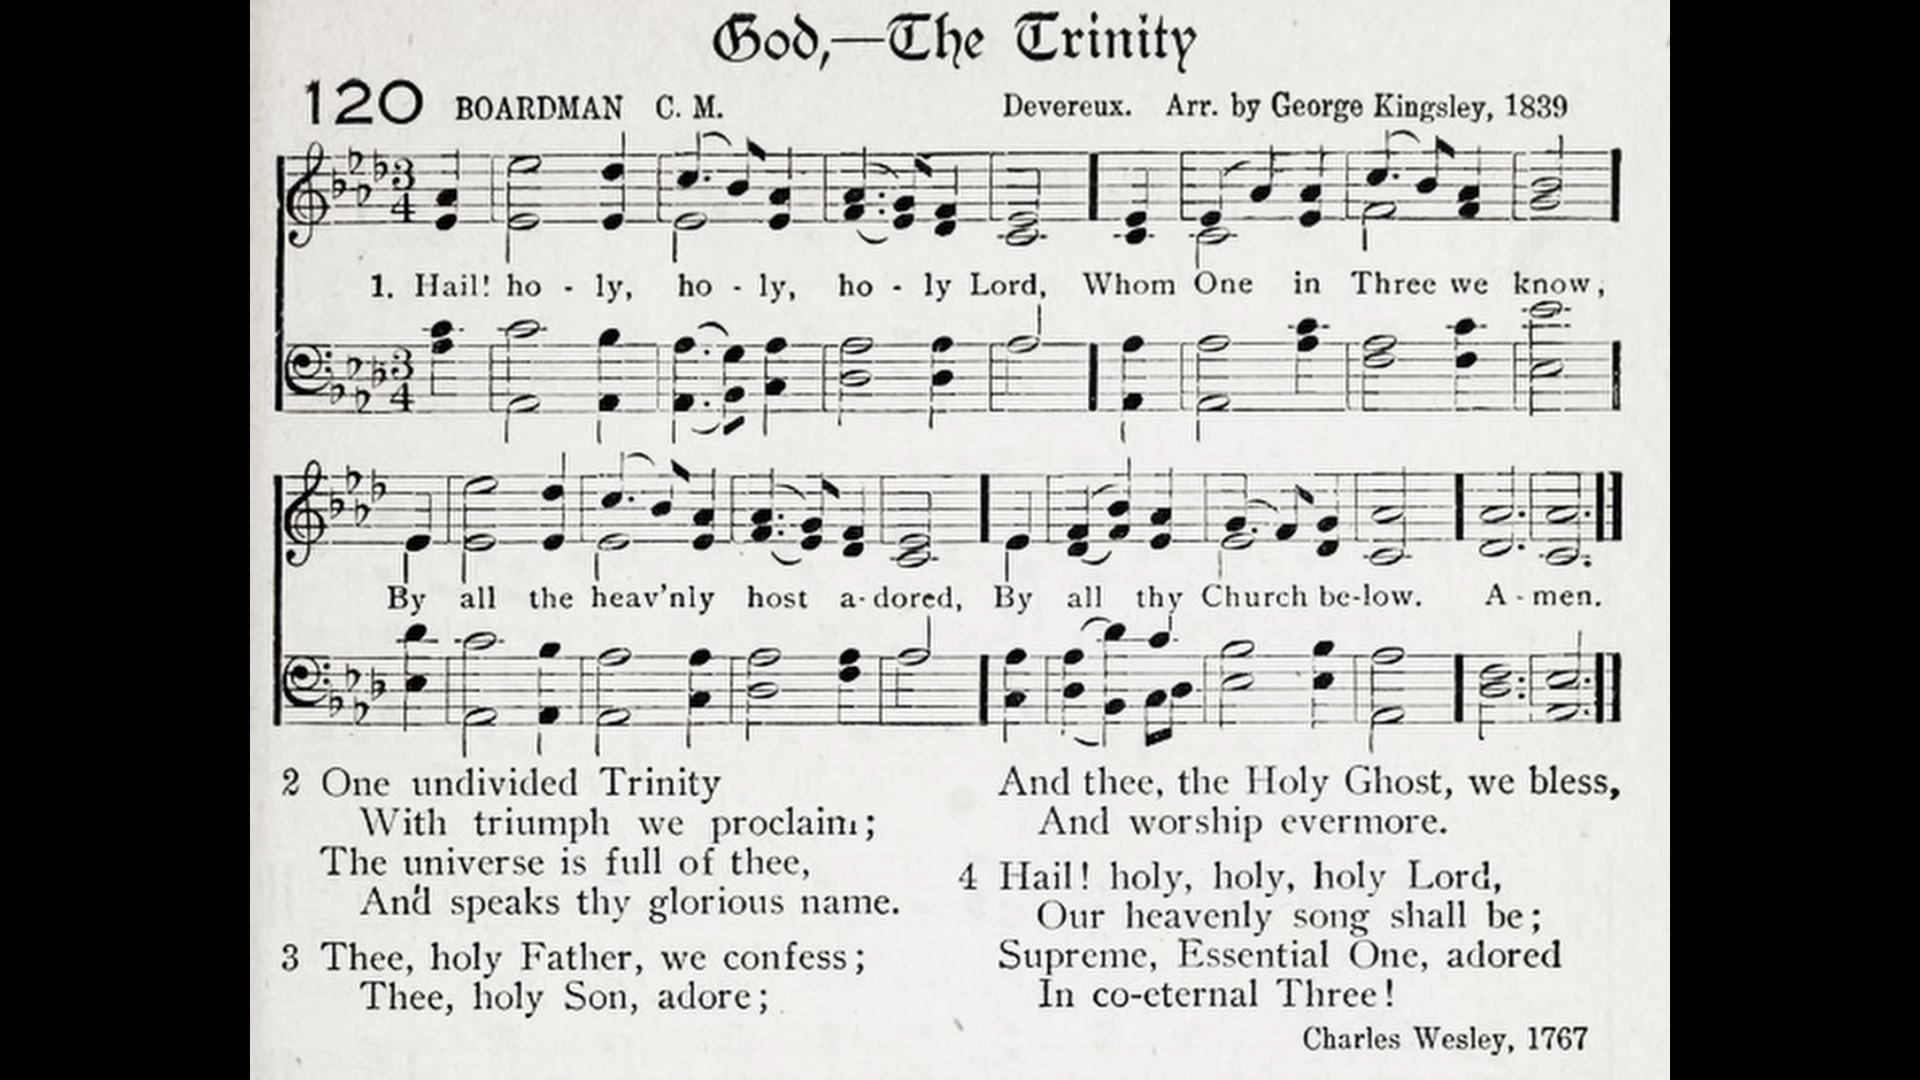 God,—The Trinity
120 BOARDMAN C. M. Devereux. Arr. by George Kingsley, 1839
1. Hail! ho - ly, ho - ly, ho - ly Lord, Whom One in Three we know;
By all the heav'nly host a-dored, By all thy Church be-low. A - men.
2 One undivided Trinity
With triumph we proclaim;
The universe is full of thee,
And speaks thy glorious name.
3 Thee, holy Father, we confess;
Thee, holy Son, adore;
And thee, the Holy Ghost, we bless,
And worship evermore.
4 Hail! holy, holy, holy Lord,
Our heavenly song shall be;
Supreme, Essential One, adored
In co-eternal Three!
Charles Wesley, 1767